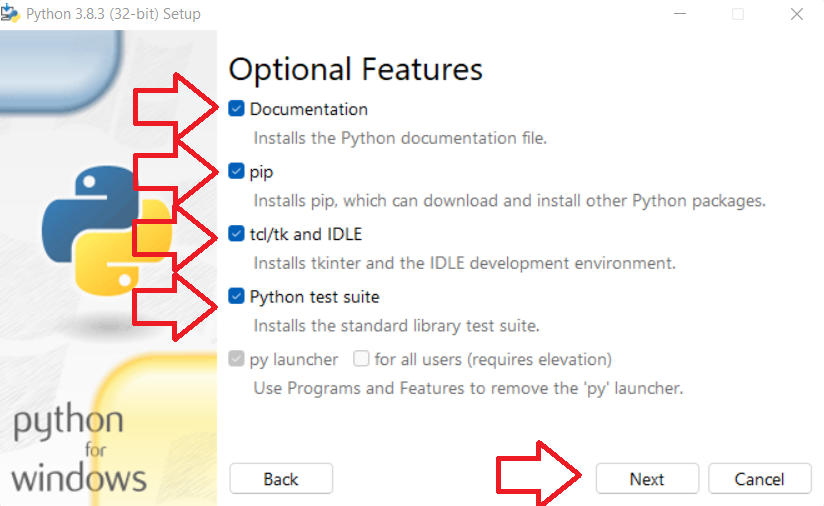 Python 3.8.3 (32-bit) Setup
Optional Features
Documentation
Installs the Python documentation file.
pip
Installs pip, which can download and install other Python packages.
tcl/tk and IDLE
Installs tkinter and the IDLE development environment.
Python test suite
Installs the standard library test suite.
py launcher for all users (requires elevation)
Use Programs and Features to remove the 'py' launcher.
python
for
windows
Back Next Cancel